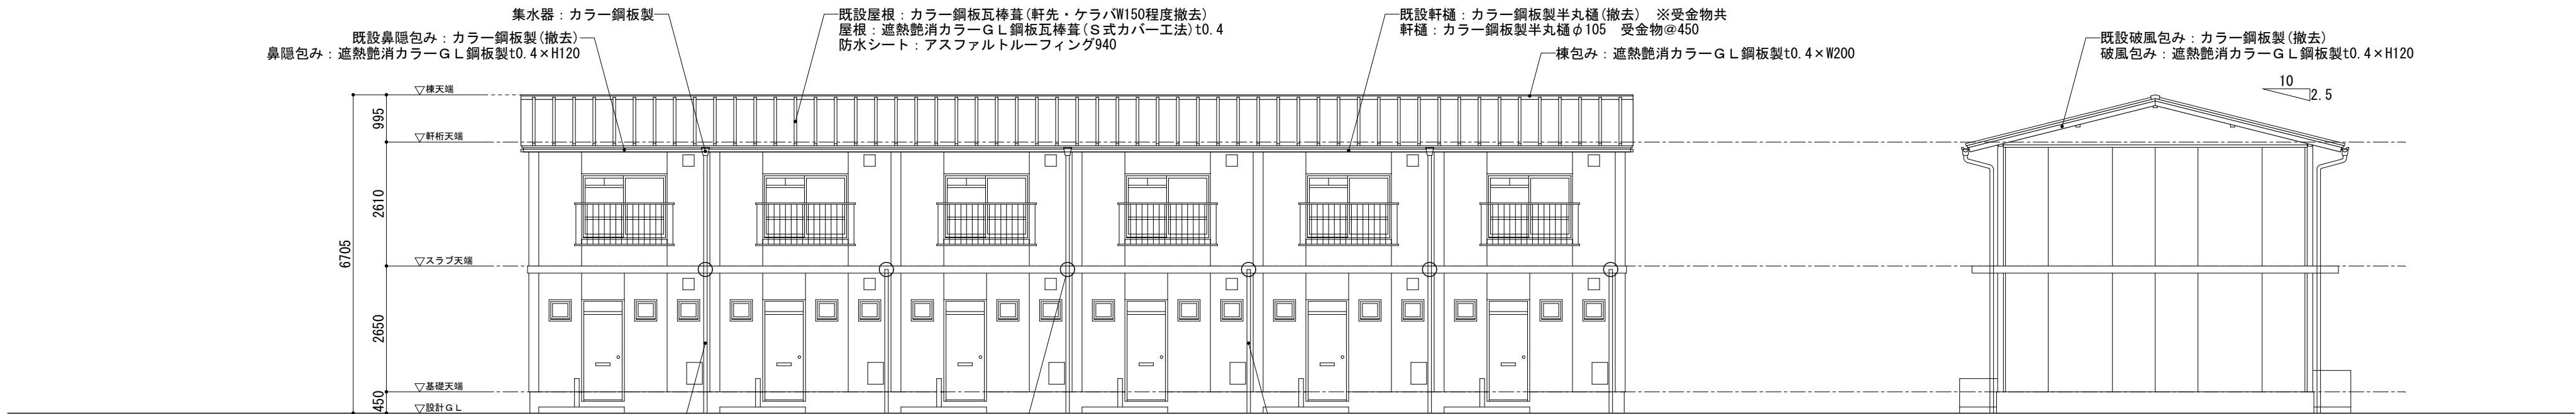 集水器：カラー鋼板製
既設鼻隠包み：カラー鋼板製(撤去)
鼻隠包み：遮熱艶消カラーＧＬ鋼板製t0.4×H120
既設屋根：カラー鋼板瓦棒葺(軒先・ケラバW150程度撤去)
屋根：遮熱艶消カラーＧＬ鋼板瓦棒葺(Ｓ式カバー工法)t0.4
防水シート：アスファルトルーフィング940
既設軒樋：カラー鋼板製半丸樋(撤去)　※受金物共
軒樋：カラー鋼板製半丸樋φ105　受金物@450
棟包み：遮熱艶消カラーＧＬ鋼板製t0.4×W200
既設破風包み：カラー鋼板製(撤去)
破風包み：遮熱艶消カラーＧＬ鋼板製t0.4×H120
10
2.5
▽棟天端
995
▽軒桁天端
2610
6705
▽スラブ天端
2650
▽基礎天端
450
▽設計ＧＬ